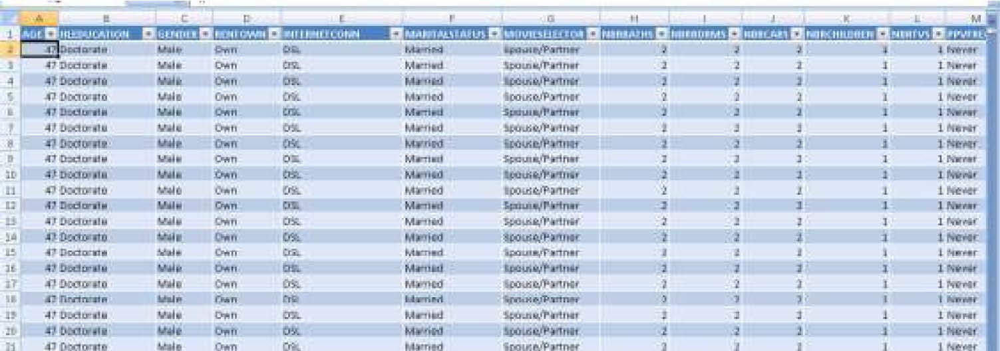 A B C D E F G H I J K L M
1 AGE HEEDUCATION GENDER RENTOWN INTERNETCONN MARITALSTATUS MOVIESELECTOR NBRBATHS NBRBDRMS NBRCARS NBRCHILDREN NBRTVS PPVFREQ
2 47 Doctorate Male Own DSL Married Spouse/Partner 2 2 2 1 1 Never
3 47 Doctorate Male Own DSL Married Spouse/Partner 2 2 2 1 1 Never
4 47 Doctorate Male Own DSL Married Spouse/Partner 2 2 2 1 1 Never
5 47 Doctorate Male Own DSL Married Spouse/Partner 2 2 2 1 1 Never
6 47 Doctorate Male Own DSL Married Spouse/Partner 2 2 2 1 1 Never
7 47 Doctorate Male Own DSL Married Spouse/Partner 2 2 2 1 1 Never
8 47 Doctorate Male Own DSL Married Spouse/Partner 2 2 2 1 1 Never
9 47 Doctorate Male Own DSL Married Spouse/Partner 2 2 2 1 1 Never
10 47 Doctorate Male Own DSL Married Spouse/Partner 2 2 2 1 1 Never
11 47 Doctorate Male Own DSL Married Spouse/Partner 2 2 2 1 1 Never
12 47 Doctorate Male Own DSL Married Spouse/Partner 2 2 2 1 1 Never
13 47 Doctorate Male Own DSL Married Spouse/Partner 2 2 2 1 1 Never
14 47 Doctorate Male Own DSL Married Spouse/Partner 2 2 2 1 1 Never
15 47 Doctorate Male Own DSL Married Spouse/Partner 2 2 2 1 1 Never
16 47 Doctorate Male Own DSL Married Spouse/Partner 2 2 2 1 1 Never
17 47 Doctorate Male Own DSL Married Spouse/Partner 2 2 2 1 1 Never
18 47 Doctorate Male Own DSL Married Spouse/Partner 2 2 2 1 1 Never
19 47 Doctorate Male Own DSL Married Spouse/Partner 2 2 2 1 1 Never
20 47 Doctorate Male Own DSL Married Spouse/Partner 2 2 2 1 1 Never
21 47 Doctorate Male Own DSL Married Spouse/Partner 2 2 2 1 1 Never